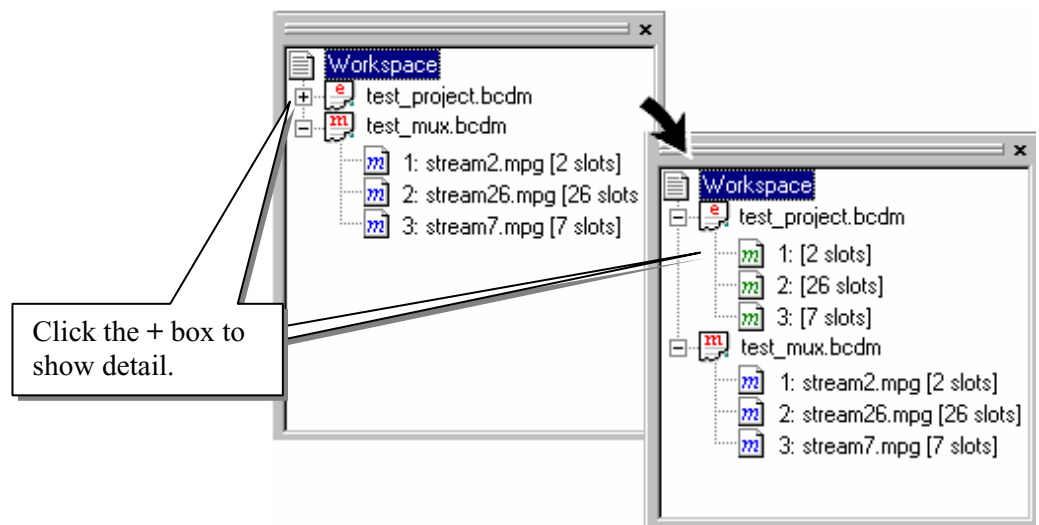 Workspace
test_project.bcdm
test_mux.bcdm
m 1: stream2.mpg [2 slots]
m 2: stream26.mpg [26 slots
m 3: stream7.mpg [7 slots]
Click the + box to
show detail.
Workspace
test_project.bcdm
m 1: [2 slots]
m 2: [26 slots]
m 3: [7 slots]
test_mux.bcdm
m 1: stream2.mpg [2 slots]
m 2: stream26.mpg [26 slots]
m 3: stream7.mpg [7 slots]